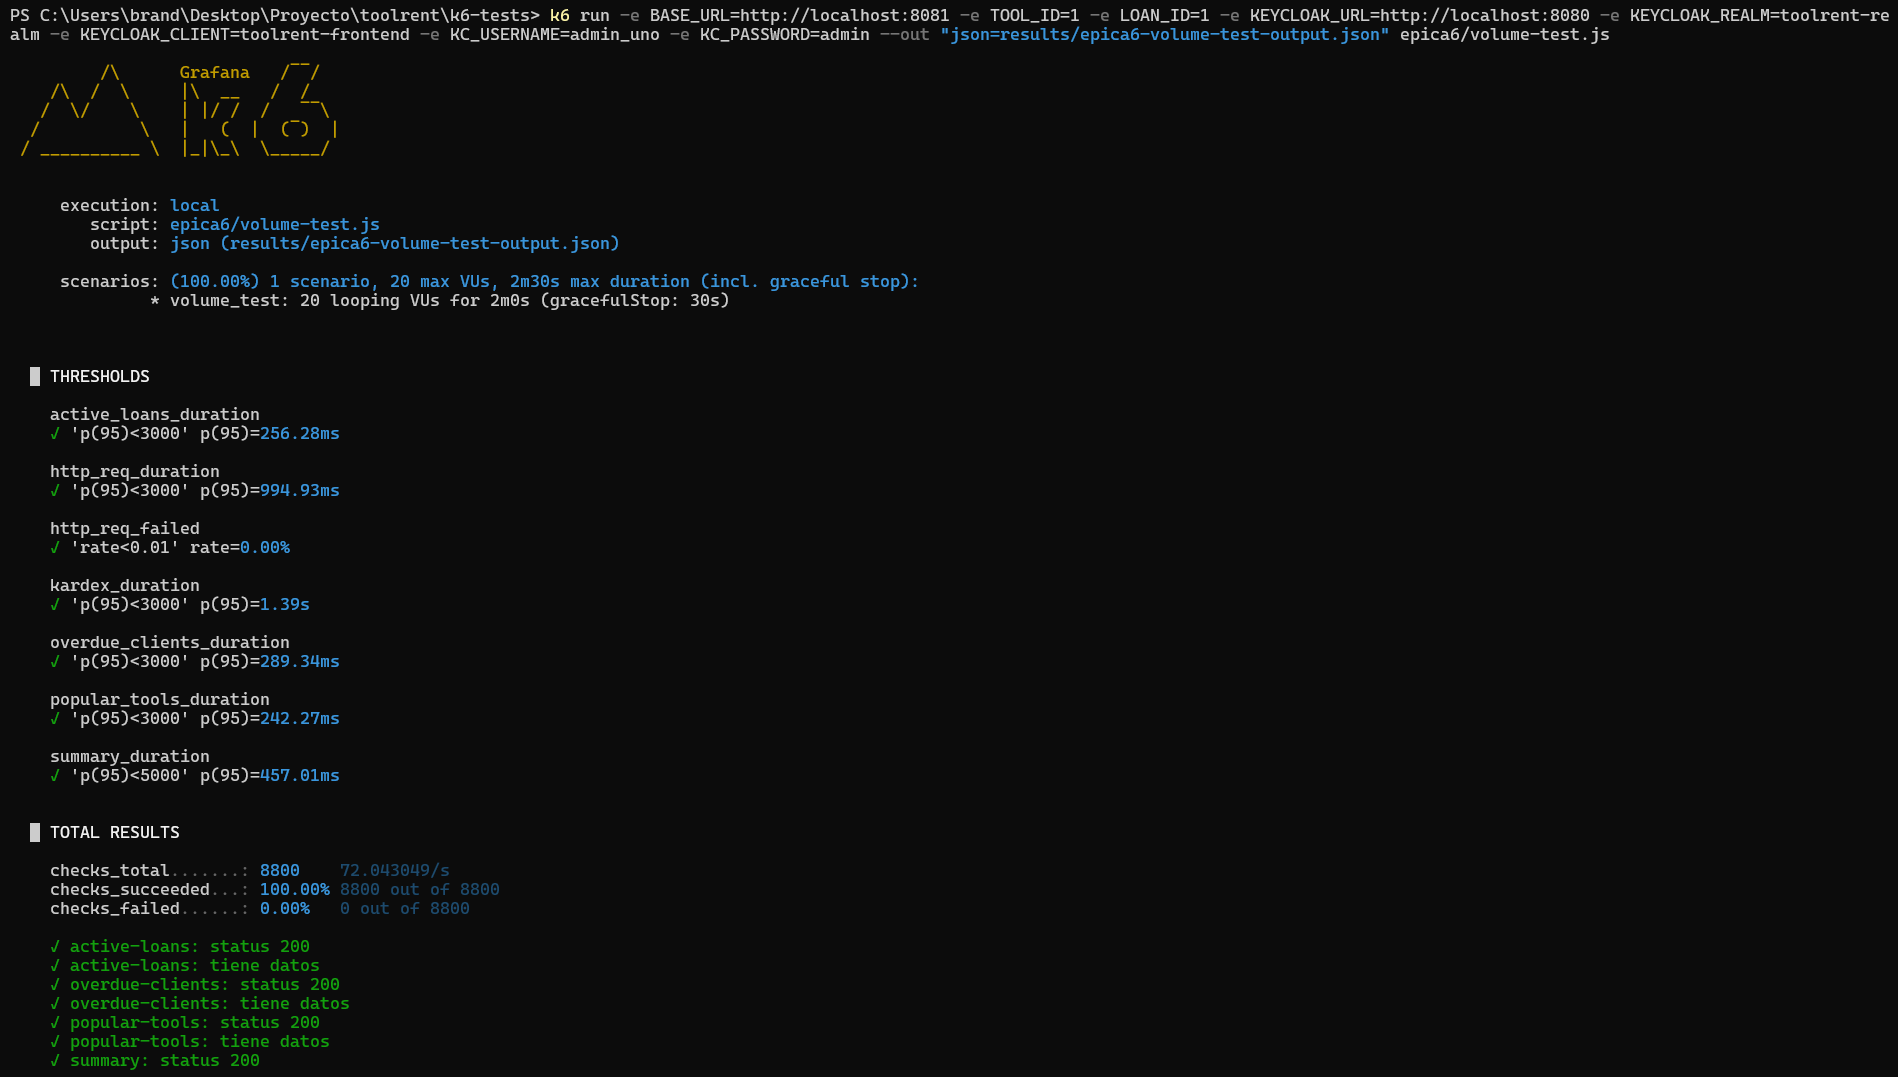 PS C:\Users\brand\Desktop\Proyecto\toolrent\k6-tests> k6 run -e BASE_URL=http://localhost:8081 -e TOOL_ID=1 -e LOAN_ID=1 -e KEYCLOAK_URL=http://localhost:8080 -e KEYCLOAK_REALM=toolrent-re
alm -e KEYCLOAK_CLIENT=toolrent-frontend -e KC_USERNAME=admin_uno -e KC_PASSWORD=admin --out "json=results/epica6-volume-test-output.json" epica6/volume-test.js
Grafana
execution: local
script: epica6/volume-test.js
output: json (results/epica6-volume-test-output.json)
scenarios: (100.00%) 1 scenario, 20 max VUs, 2m30s max duration (incl. graceful stop):
* volume_test: 20 looping VUs for 2m0s (gracefulStop: 30s)
█ THRESHOLDS
active_loans_duration
✓ 'p(95)<3000' p(95)=256.28ms
http_req_duration
✓ 'p(95)<3000' p(95)=994.93ms
http_req_failed
✓ 'rate<0.01' rate=0.00%
kardex_duration
✓ 'p(95)<3000' p(95)=1.39s
overdue_clients_duration
✓ 'p(95)<3000' p(95)=289.34ms
popular_tools_duration
✓ 'p(95)<3000' p(95)=242.27ms
summary_duration
✓ 'p(95)<5000' p(95)=457.01ms
█ TOTAL RESULTS
checks_total.......: 8800 72.043049/s
checks_succeeded...: 100.00% 8800 out of 8800
checks_failed......: 0.00% 0 out of 8800
✓ active-loans: status 200
✓ active-loans: tiene datos
✓ overdue-clients: status 200
✓ overdue-clients: tiene datos
✓ popular-tools: status 200
✓ popular-tools: tiene datos
✓ summary: status 200